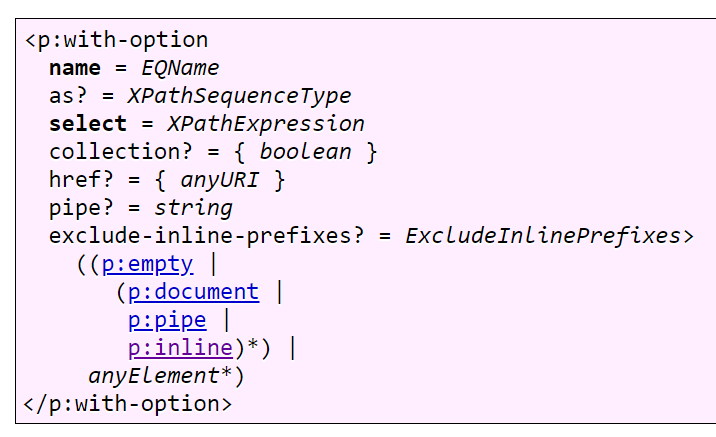 <p:with-option
  name = EQName
  as? = XPathSequenceType
  select = XPathExpression
  collection? = { boolean }
  href? = { anyURI }
  pipe? = string
  exclude-inline-prefixes? = ExcludeInlinePrefixes>
    ((p:empty |
       (p:document |
        p:pipe |
        p:inline)*) |
     anyElement*)
</p:with-option>